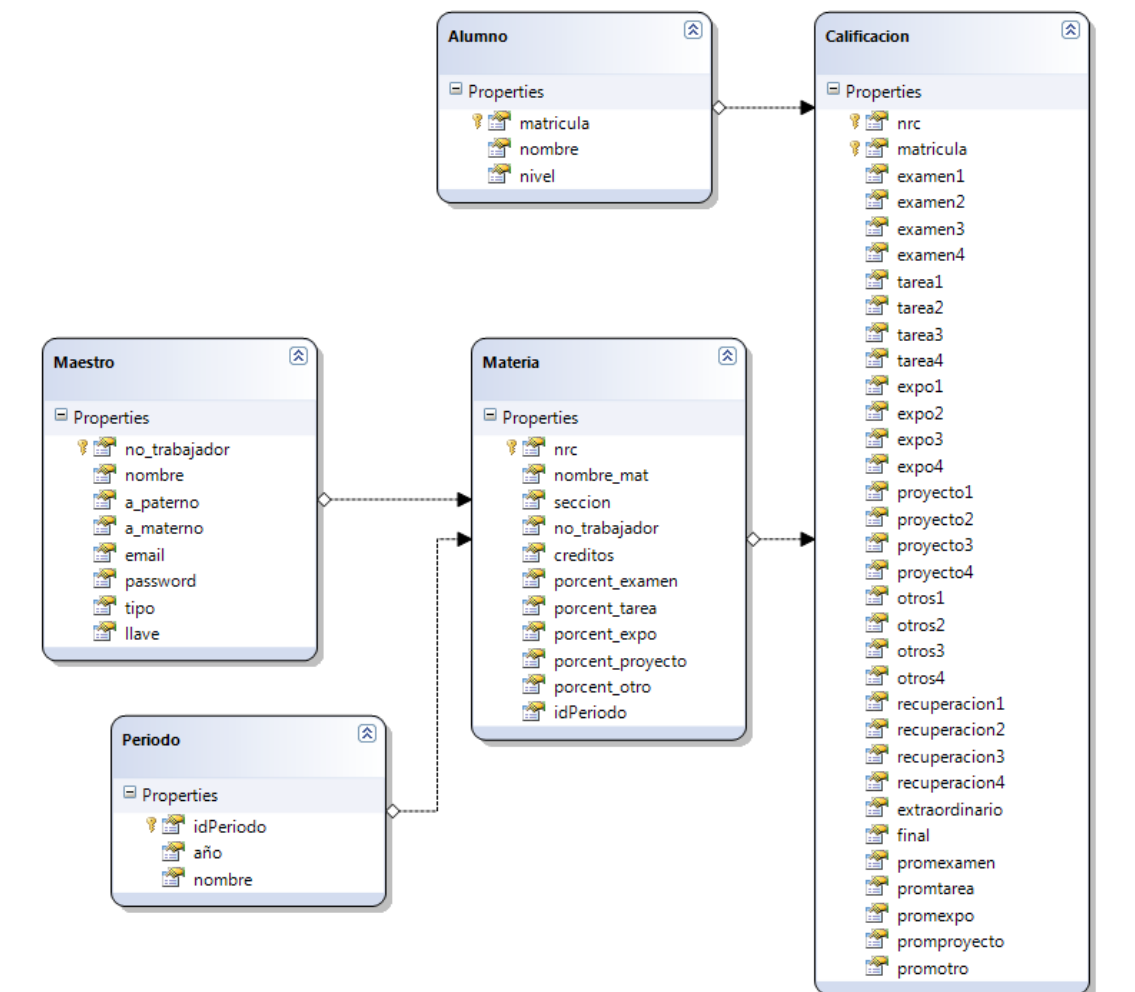 Alumno
Properties
matricula
nombre
nivel
Calificacion
Properties
nrc
matricula
examen1
examen2
examen3
examen4
tarea1
tarea2
tarea3
tarea4
expo1
expo2
expo3
expo4
proyecto1
proyecto2
proyecto3
proyecto4
otros1
otros2
otros3
otros4
recuperacion1
recuperacion2
recuperacion3
recuperacion4
extraordinario
final
promexamen
promtarea
promexpo
promproyecto
promotro
Maestro
Properties
no_trabajador
nombre
a_paterno
a_materno
email
password
tipo
llave
Materia
Properties
nrc
nombre_mat
seccion
no_trabajador
creditos
porcent_examen
porcent_tarea
porcent_expo
porcent_proyecto
porcent_otro
idPeriodo
Periodo
Properties
idPeriodo
año
nombre